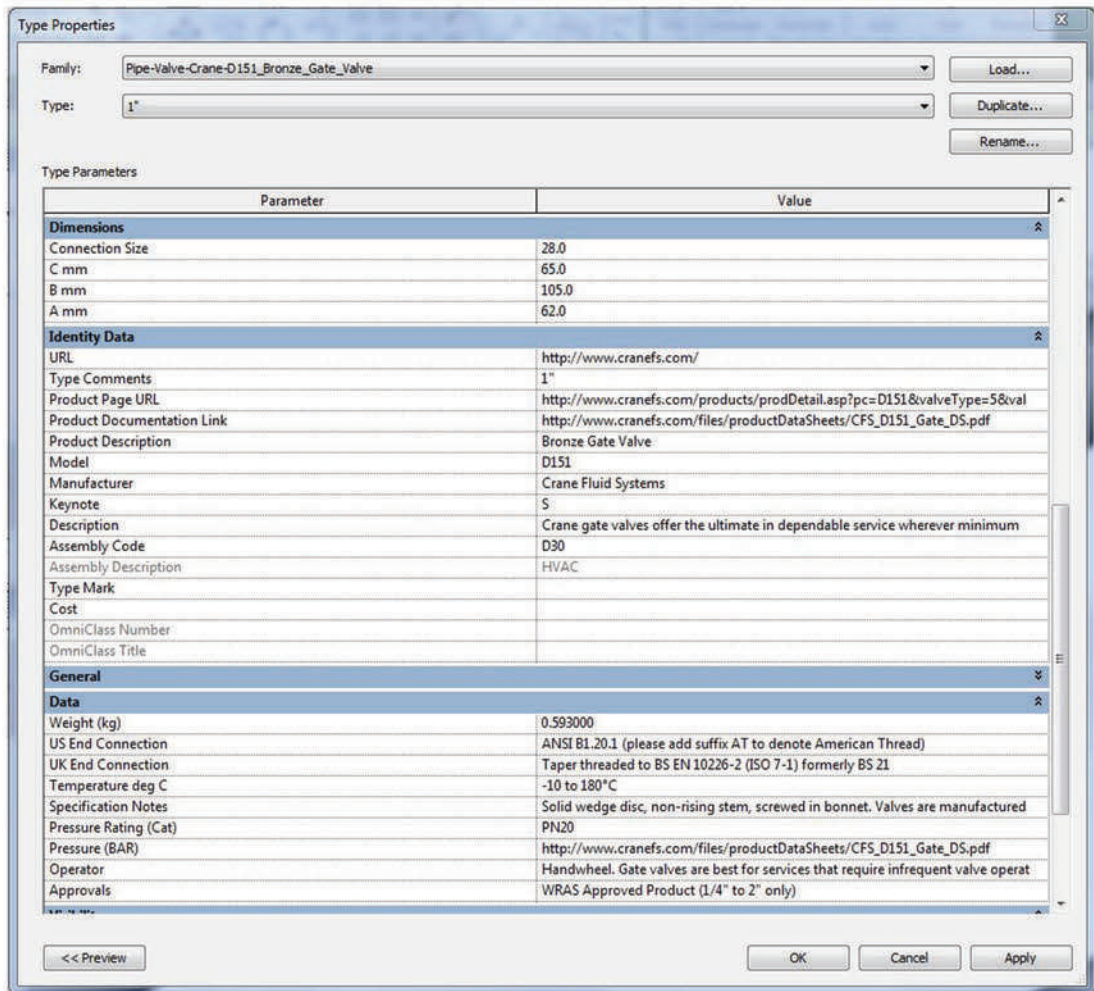 Type Properties
Family: Pipe-Valve-Crane-D151_Bronze_Gate_Valve Load...
Type: 1" Duplicate...
Rename...
Type Parameters
Parameter Value
Dimensions
Connection Size 28.0
C mm 65.0
B mm 105.0
A mm 62.0
Identity Data
URL http://www.cranefs.com/
Type Comments 1"
Product Page URL http://www.cranefs.com/products/prodDetail.asp?pc=D151&valveType=5&val
Product Documentation Link http://www.cranefs.com/files/productDataSheets/CFS_D151_Gate_DS.pdf
Product Description Bronze Gate Valve
Model D151
Manufacturer Crane Fluid Systems
Keynote S
Description Crane gate valves offer the ultimate in dependable service wherever minimum
Assembly Code D30
Assembly Description HVAC
Type Mark
Cost
OmniClass Number
OmniClass Title
General
Data
Weight (kg) 0.593000
US End Connection ANSI B1.20.1 (please add suffix AT to denote American Thread)
UK End Connection Taper threaded to BS EN 10226-2 (ISO 7-1) formerly BS 21
Temperature deg C -10 to 180°C
Specification Notes Solid wedge disc, non-rising stem, screwed in bonnet. Valves are manufactured
Pressure Rating (Cat) PN20
Pressure (BAR) http://www.cranefs.com/files/productDataSheets/CFS_D151_Gate_DS.pdf
Operator Handwheel. Gate valves are best for services that require infrequent valve operat
Approvals WRAS Approved Product (1/4" to 2" only)
<< Preview OK Cancel Apply